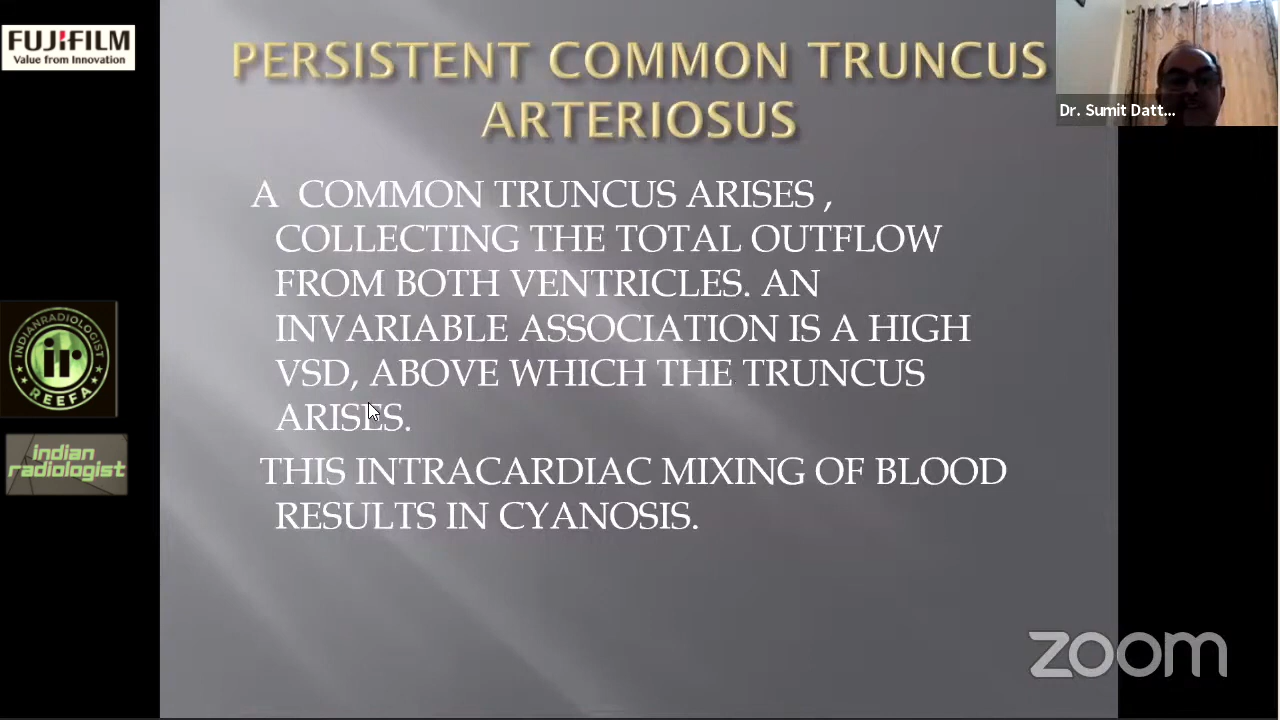 FUJIFILM
Value from Innovation
PERSISTENT COMMON TRUNCUS
ARTERIOSUS
Dr. Sumit Datt...
A COMMON TRUNCUS ARISES ,
COLLECTING THE TOTAL OUTFLOW
FROM BOTH VENTRICLES. AN
INVARIABLE ASSOCIATION IS A HIGH
VSD, ABOVE WHICH THE TRUNCUS
ARISES.
THIS INTRACARDIAC MIXING OF BLOOD
RESULTS IN CYANOSIS.
INDIANRADIOLOGIST
ir
REEFA
indian
radiologist
zoom